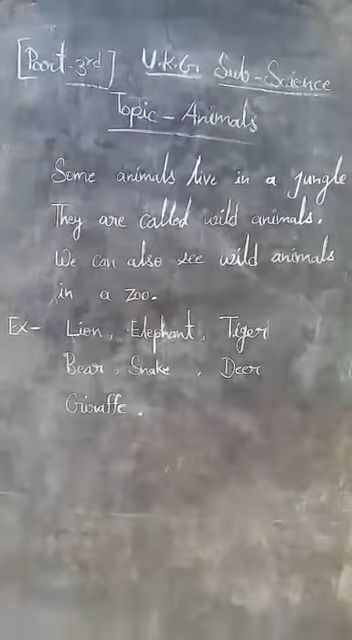 [Part-3rd] U.K.G. Sub-Science
Topic - Animals
Some animals live in a jungle
They are called wild animals.
We can also see wild animals
in a zoo.
Ex- Lion, Elephant, Tiger
Bear, Snake , Deer
Giraffe.